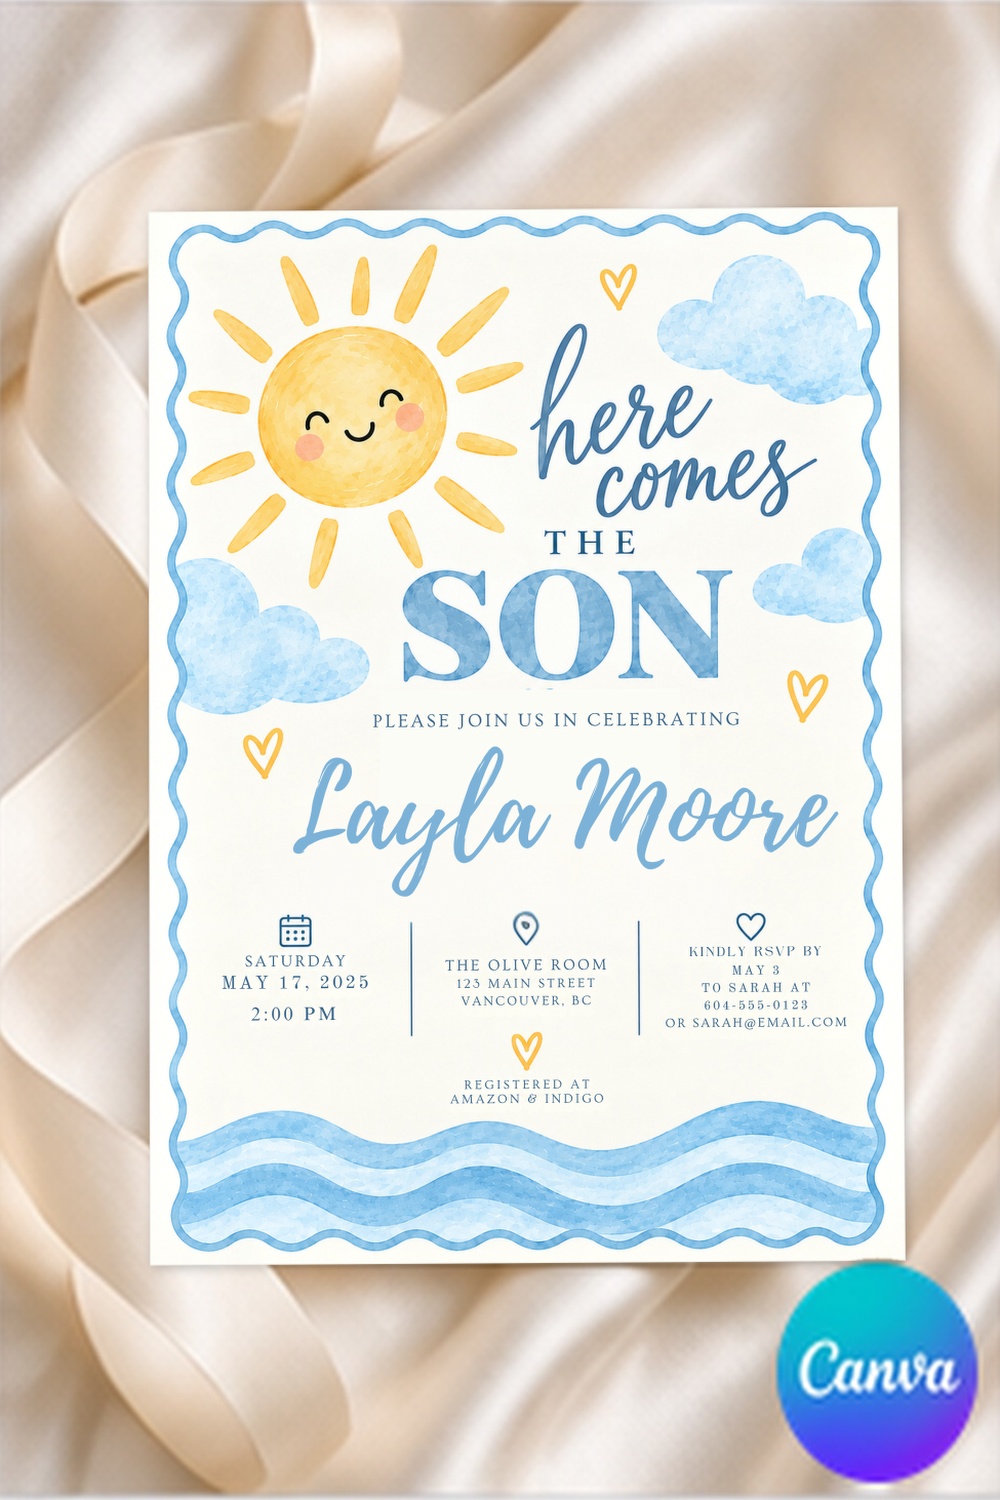 here
comes
THE
SON
PLEASE JOIN US IN CELEBRATING
Layla Moore
SATURDAY
MAY 17, 2025
2:00 PM
THE OLIVE ROOM
123 MAIN STREET
VANCOUVER, BC
KINDLY RSVP BY
MAY 3
TO SARAH AT
604-555-0123
OR SARAH@EMAIL.COM
REGISTERED AT
AMAZON & INDIGO
Canva